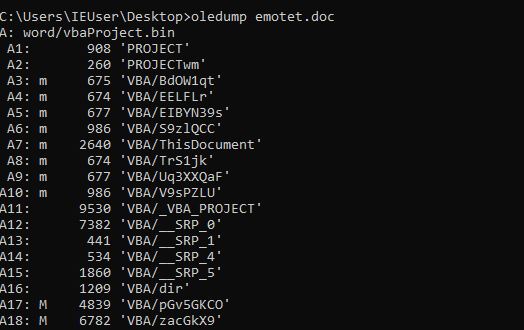 C:\Users\IEUser\Desktop>oledump emotet.doc
A: word/vbaProject.bin
 A1:       908 'PROJECT'
 A2:       260 'PROJECTwm'
 A3: m     675 'VBA/BdOW1qt'
 A4: m     674 'VBA/EELFLr'
 A5: m     677 'VBA/EIBYN39s'
 A6: m     986 'VBA/S9zlQCC'
 A7: m    2640 'VBA/ThisDocument'
 A8: m     674 'VBA/TrS1jk'
 A9: m     677 'VBA/Uq3XXQaF'
A10: m     986 'VBA/V9sPZLU'
A11:      9530 'VBA/_VBA_PROJECT'
A12:      7382 'VBA/__SRP_0'
A13:       441 'VBA/__SRP_1'
A14:       534 'VBA/__SRP_4'
A15:      1860 'VBA/__SRP_5'
A16:      1209 'VBA/dir'
A17: M    4839 'VBA/pGv5GKCO'
A18: M    6782 'VBA/zacGkX9'